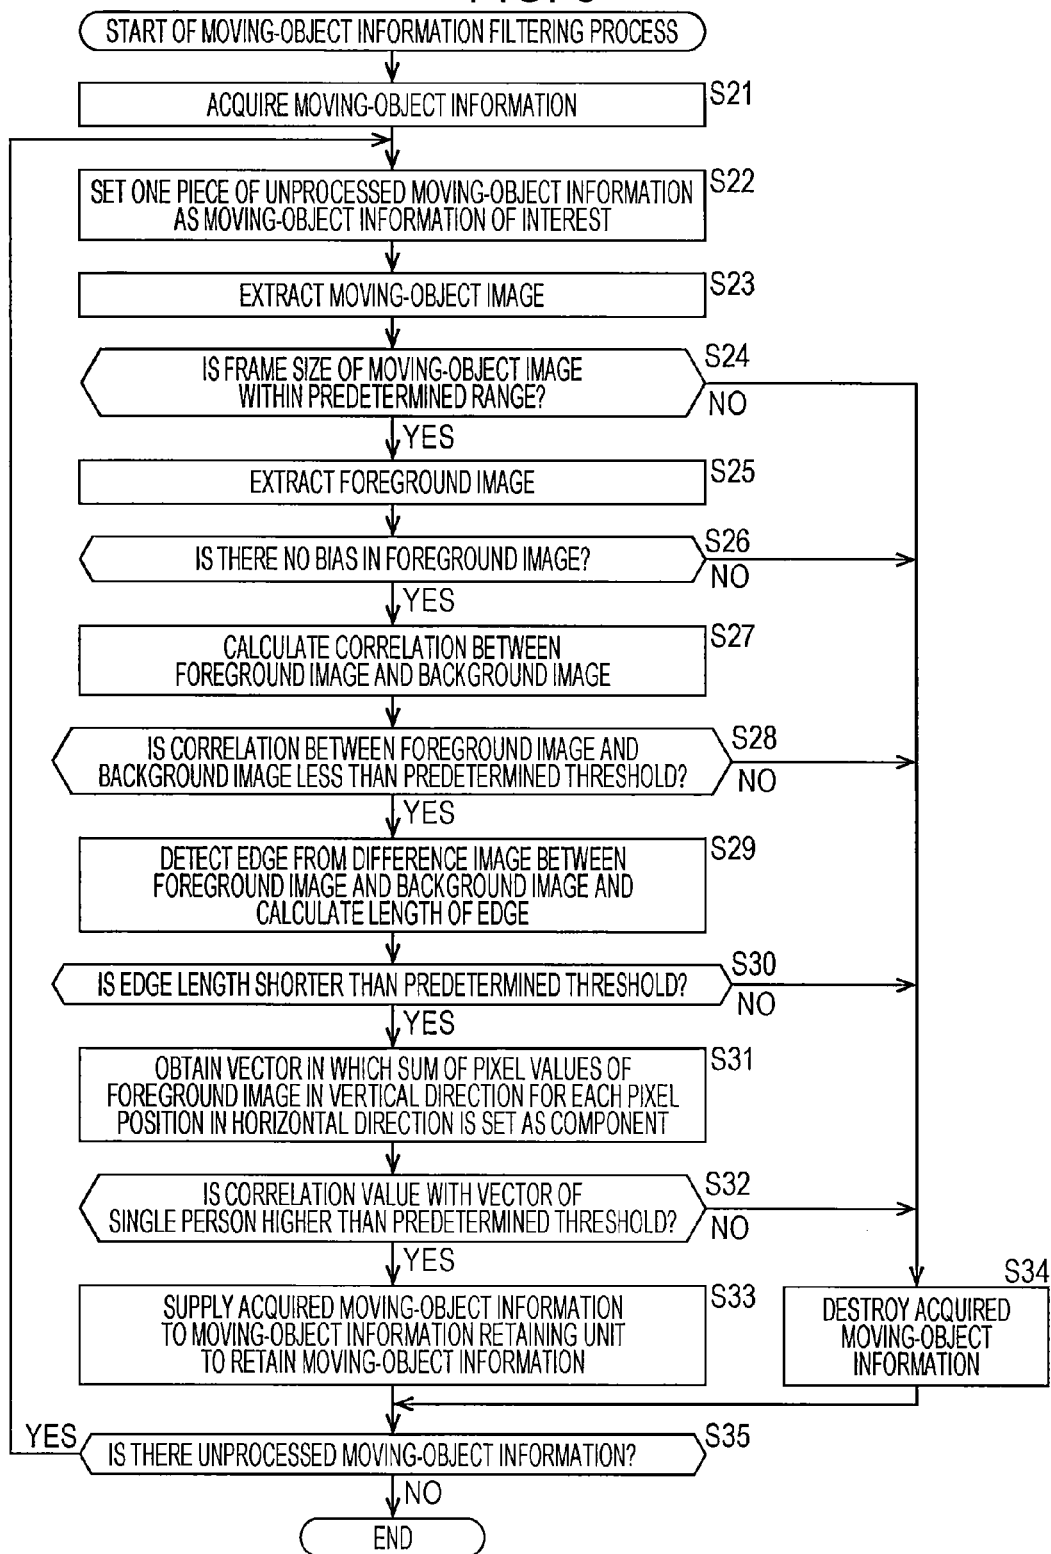 START OF MOVING-OBJECT INFORMATION FILTERING PROCESS
S21
ACQUIRE MOVING-OBJECT INFORMATION
S22
SET ONE PIECE OF UNPROCESSED MOVING-OBJECT INFORMATION
AS MOVING-OBJECT INFORMATION OF INTEREST
S23
EXTRACT MOVING-OBJECT IMAGE
S24
IS FRAME SIZE OF MOVING-OBJECT IMAGE
WITHIN PREDETERMINED RANGE?
NO
YES
S25
EXTRACT FOREGROUND IMAGE
S26
IS THERE NO BIAS IN FOREGROUND IMAGE?
NO
YES
S27
CALCULATE CORRELATION BETWEEN
FOREGROUND IMAGE AND BACKGROUND IMAGE
S28
IS CORRELATION BETWEEN FOREGROUND IMAGE AND
BACKGROUND IMAGE LESS THAN PREDETERMINED THRESHOLD?
NO
YES
S29
DETECT EDGE FROM DIFFERENCE IMAGE BETWEEN
FOREGROUND IMAGE AND BACKGROUND IMAGE AND
CALCULATE LENGTH OF EDGE
S30
IS EDGE LENGTH SHORTER THAN PREDETERMINED THRESHOLD?
NO
YES
S31
OBTAIN VECTOR IN WHICH SUM OF PIXEL VALUES OF
FOREGROUND IMAGE IN VERTICAL DIRECTION FOR EACH PIXEL
POSITION IN HORIZONTAL DIRECTION IS SET AS COMPONENT
S32
IS CORRELATION VALUE WITH VECTOR OF
SINGLE PERSON HIGHER THAN PREDETERMINED THRESHOLD?
NO
YES
S33
SUPPLY ACQUIRED MOVING-OBJECT INFORMATION
TO MOVING-OBJECT INFORMATION RETAINING UNIT
TO RETAIN MOVING-OBJECT INFORMATION
S34
DESTROY ACQUIRED
MOVING-OBJECT
INFORMATION
YES
S35
IS THERE UNPROCESSED MOVING-OBJECT INFORMATION?
NO
END